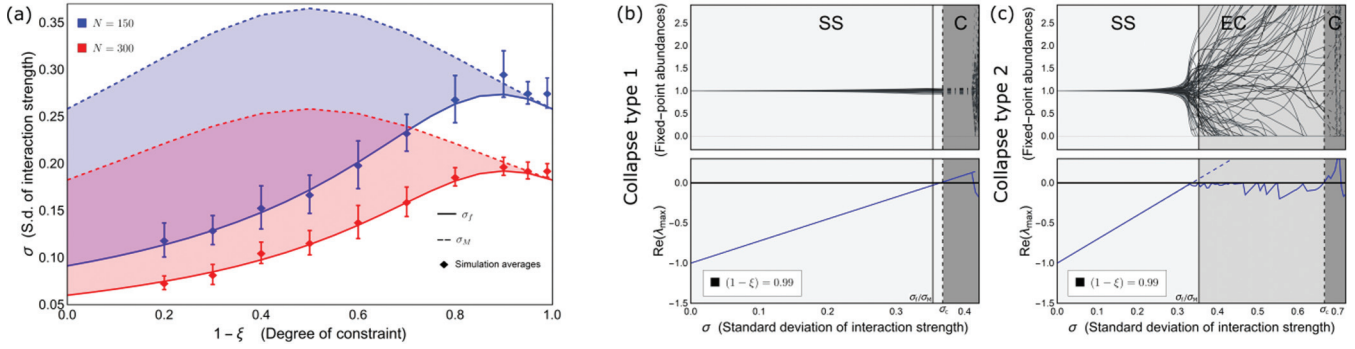 (a)
σ (S.d. of interaction strength)
0.35
0.30
0.25
0.20
0.15
0.10
0.05
N = 150
N = 300
σf
σM
Simulation averages
0.0 0.2 0.4 0.6 0.8 1.0
1 − ξ (Degree of constraint)
(b)
Collapse type 1
(Fixed-point abundances)
2.5
2.0
1.5
1.0
0.5
0.0
SS
C
Re(λmax)
0.0
−0.5
−1.0
−1.5
(1 − ξ) = 0.99
σf/σM
σc
0.0 0.1 0.2 0.3 0.4
σ (Standard deviation of interaction strength)
(c)
Collapse type 2
(Fixed-point abundances)
2.5
2.0
1.5
1.0
0.5
0.0
SS
EC
C
Re(λmax)
0.0
−0.5
−1.0
−1.5
(1 − ξ) = 0.99
σf/σM
σc
0.0 0.1 0.2 0.3 0.4 0.5 0.6 0.7
σ (Standard deviation of interaction strength)